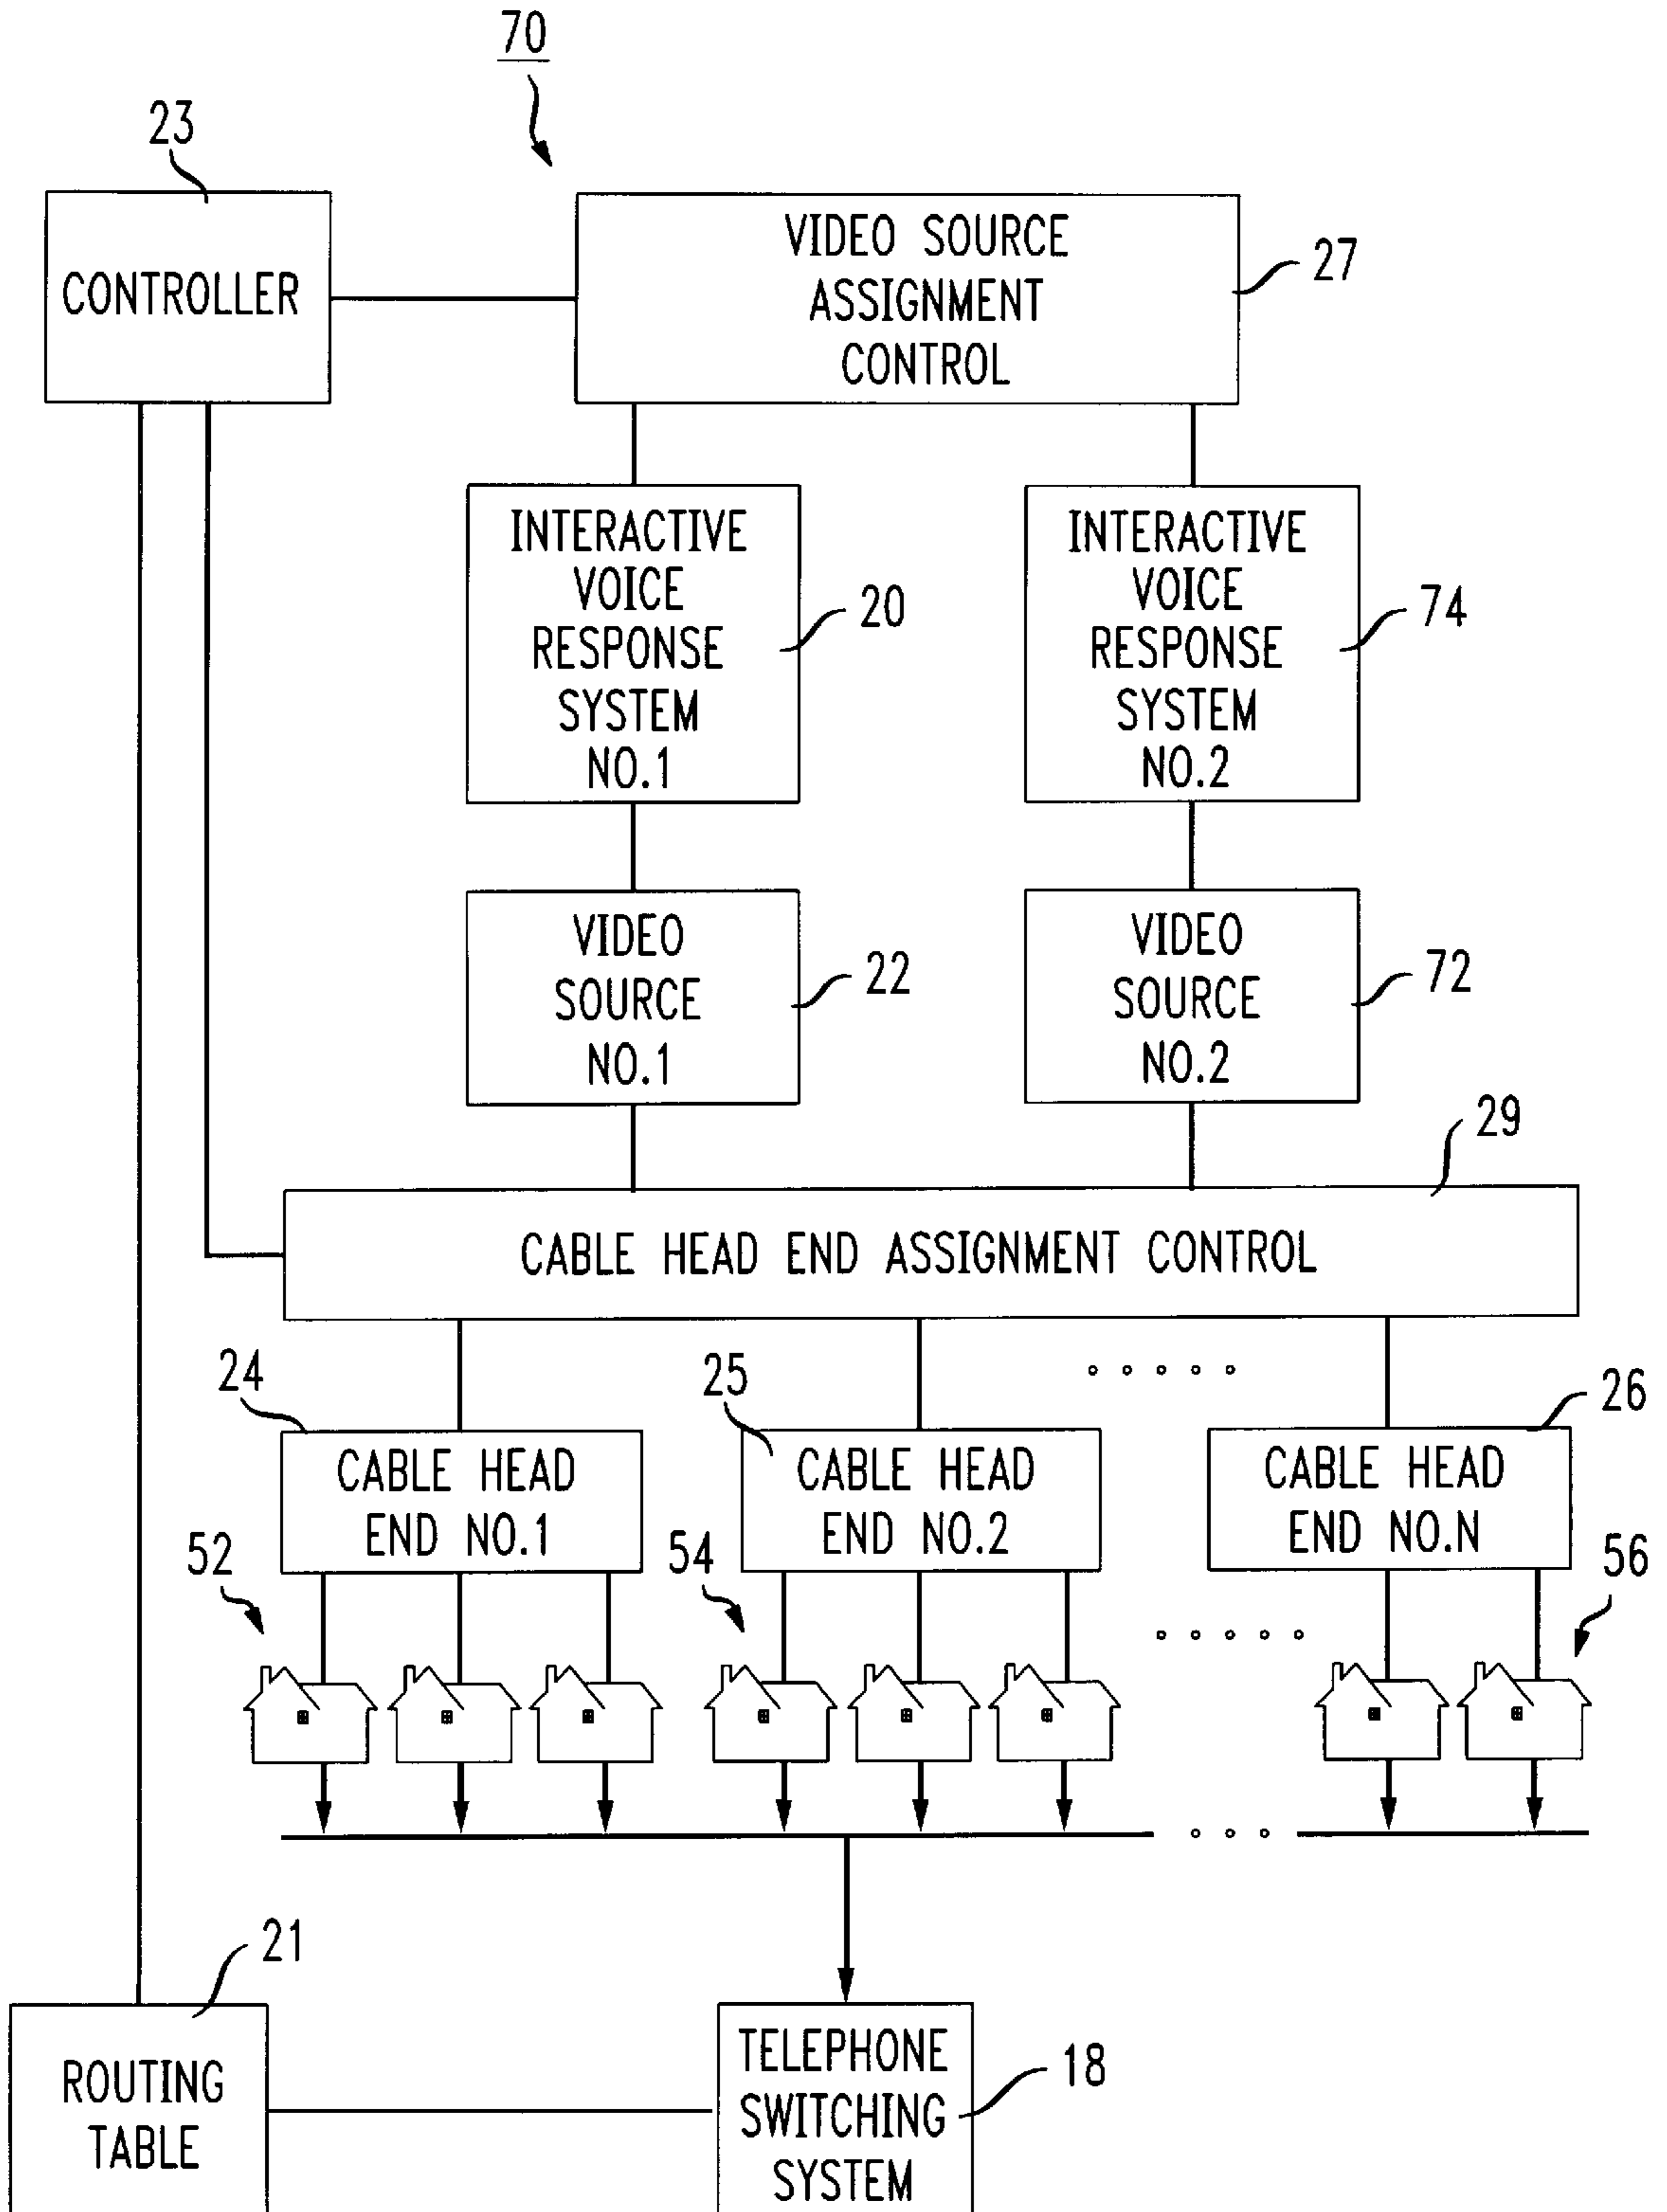 70
23
CONTROLLER
VIDEO SOURCE
ASSIGNMENT
CONTROL
27
INTERACTIVE
VOICE
RESPONSE
SYSTEM
NO.1
20
INTERACTIVE
VOICE
RESPONSE
SYSTEM
NO.2
74
VIDEO
SOURCE
NO.1
22
VIDEO
SOURCE
NO.2
72
29
CABLE HEAD END ASSIGNMENT CONTROL
24
CABLE HEAD
END NO.1
25
CABLE HEAD
END NO.2
26
CABLE HEAD
END NO.N
52
54
56
21
ROUTING
TABLE
TELEPHONE
SWITCHING
SYSTEM
18